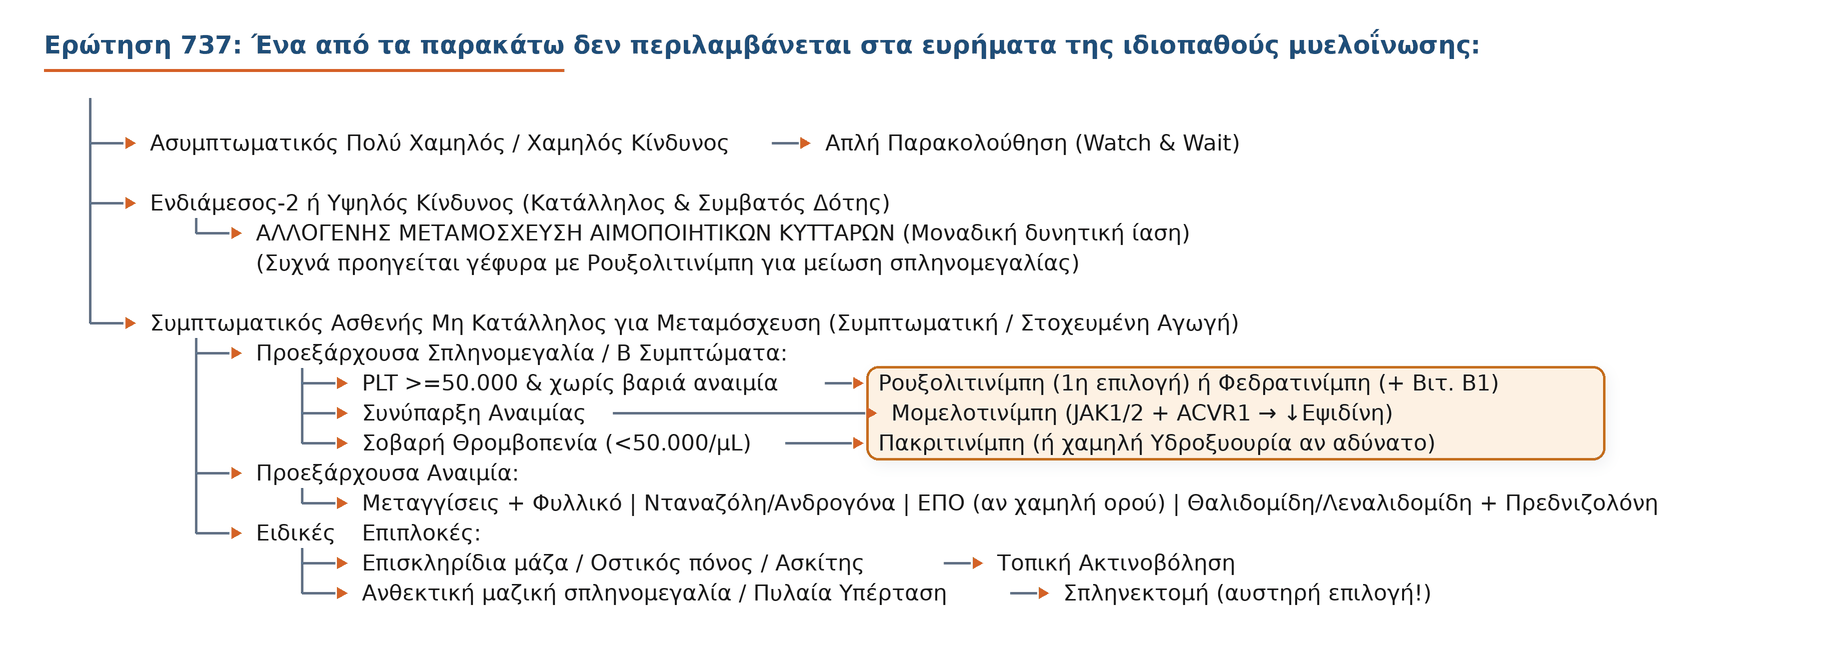 Ερώτηση 737: Ένα από τα παρακάτω δεν περιλαμβάνεται στα ευρήματα της ιδιοπαθούς μυελοΐνωσης:
Ασυμπτωματικός Πολύ Χαμηλός / Χαμηλός Κίνδυνος Απλή Παρακολούθηση (Watch & Wait)
Ενδιάμεσος-2 ή Υψηλός Κίνδυνος (Κατάλληλος & Συμβατός Δότης)
ΑΛΛΟΓΕΝΗΣ ΜΕΤΑΜΟΣΧΕΥΣΗ ΑΙΜΟΠΟΙΗΤΙΚΩΝ ΚΥΤΤΑΡΩΝ (Μοναδική δυνητική ίαση)
(Συχνά προηγείται γέφυρα με Ρουξολιτινίμπη για μείωση σπληνομεγαλίας)
Συμπτωματικός Ασθενής Μη Κατάλληλος για Μεταμόσχευση (Συμπτωματική / Στοχευμένη Αγωγή)
Προεξάρχουσα Σπληνομεγαλία / Β Συμπτώματα:
PLT >=50.000 & χωρίς βαριά αναιμία Ρουξολιτινίμπη (1η επιλογή) ή Φεδρατινίμπη (+ Βιτ. Β1)
Συνύπαρξη Αναιμίας Μομελοτινίμπη (JAK1/2 + ACVR1 → ↓Εψιδίνη)
Σοβαρή Θρομβοπενία (<50.000/μL) Πακριτινίμπη (ή χαμηλή Υδροξυουρία αν αδύνατο)
Προεξάρχουσα Αναιμία:
Μεταγγίσεις + Φυλλικό | Νταναζόλη/Ανδρογόνα | ΕΠΟ (αν χαμηλή ορού) | Θαλιδομίδη/Λεναλιδομίδη + Πρεδνιζολόνη
Ειδικές Επιπλοκές:
Επισκληρίδια μάζα / Οστικός πόνος / Ασκίτης Τοπική Ακτινοβόληση
Ανθεκτική μαζική σπληνομεγαλία / Πυλαία Υπέρταση Σπληνεκτομή (αυστηρή επιλογή!)